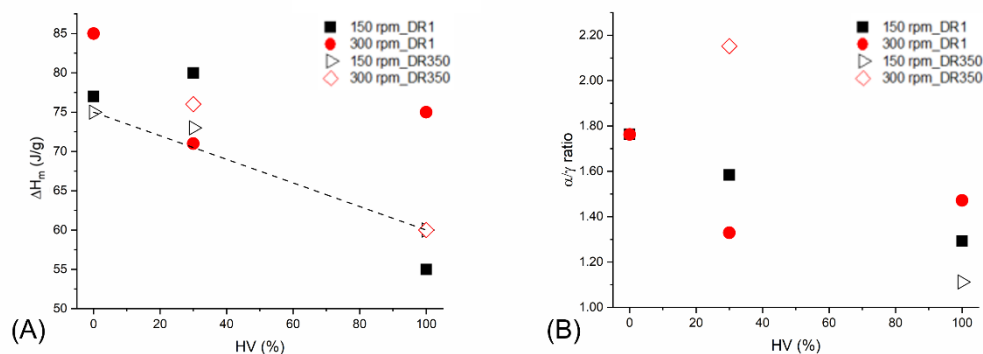 150 rpm_DR1
300 rpm_DR1
150 rpm_DR350
300 rpm_DR350
85
80
75
70
65
60
55
50
ΔHm (J/g)
0
20
40
60
80
100
HV (%)
(A)
150 rpm_DR1
300 rpm_DR1
150 rpm_DR350
300 rpm_DR350
2.20
2.00
1.80
1.60
1.40
1.20
1.00
α/γ ratio
0
20
40
60
80
100
HV (%)
(B)